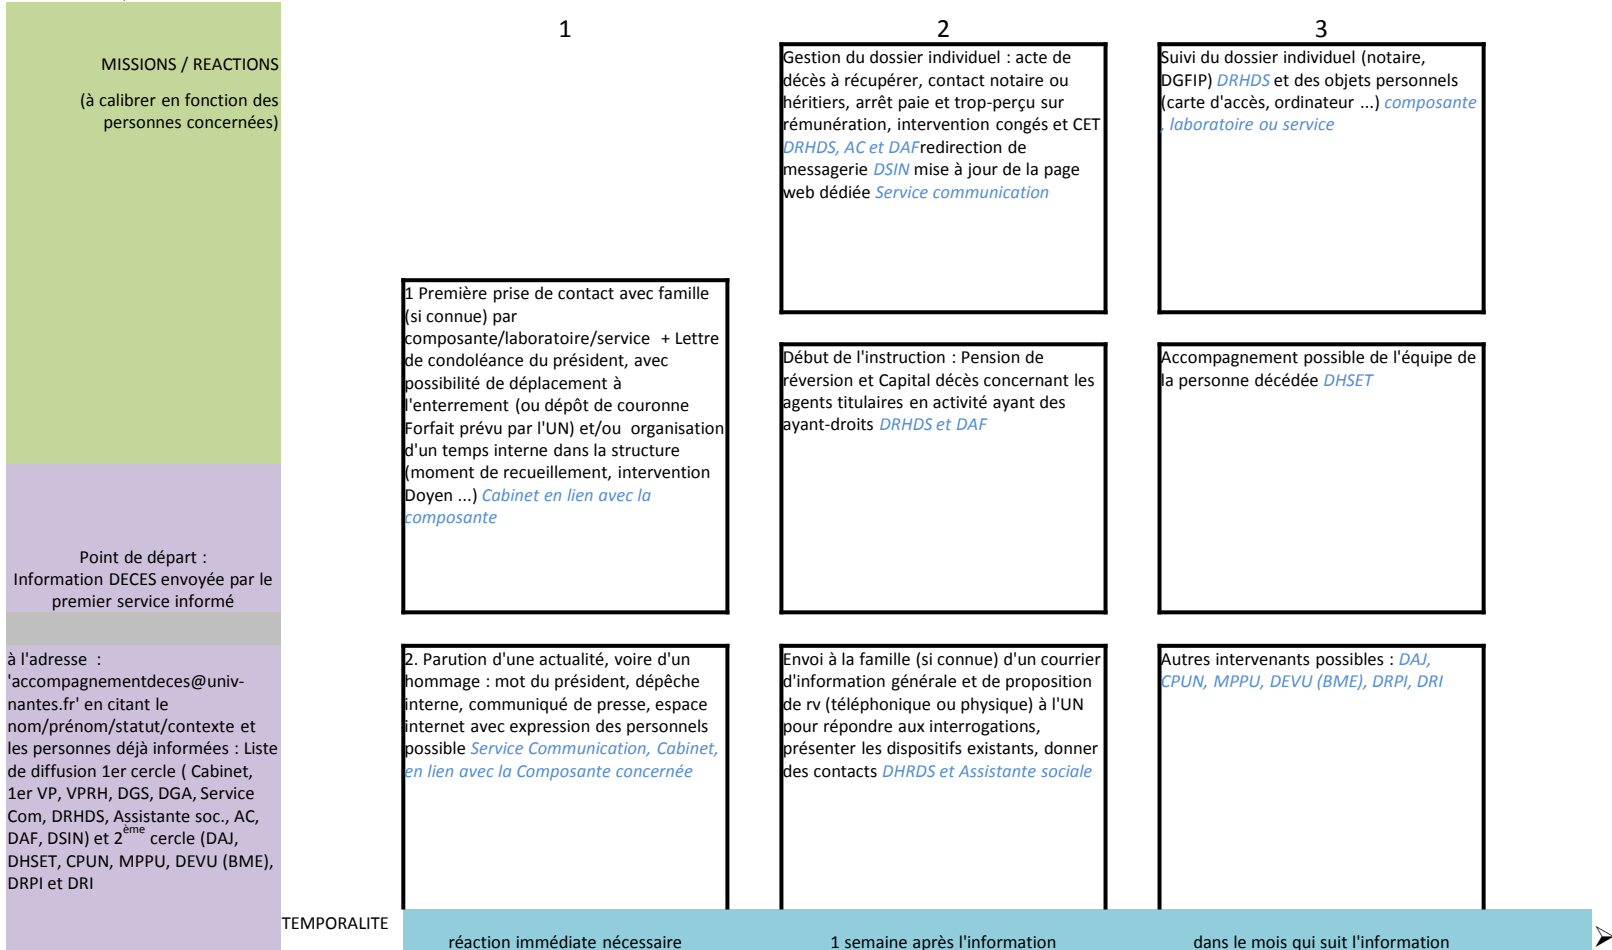 1
2
3
MISSIONS / REACTIONS
(à calibrer en fonction des
personnes concernées)
Gestion du dossier individuel : acte de
décès à récupérer, contact notaire ou
héritiers, arrêt paie et trop-perçu sur
rémunération, intervention congés et CET
DRHDS, AC et DAFredirection de
messagerie DSIN mise à jour de la page
web dédiée Service communication
Suivi du dossier individuel (notaire,
DGFIP) DRHDS et des objets personnels
(carte d'accès, ordinateur ...) composante
, laboratoire ou service
1 Première prise de contact avec famille
(si connue) par
composante/laboratoire/service + Lettre
de condoléance du président, avec
possibilité de déplacement à
l'enterrement (ou dépôt de couronne
Forfait prévu par l'UN) et/ou organisation
d'un temps interne dans la structure
(moment de recueillement, intervention
Doyen ...) Cabinet en lien avec la
composante
Début de l'instruction : Pension de
réversion et Capital décès concernant les
agents titulaires en activité ayant des
ayant-droits DRHDS et DAF
Accompagnement possible de l'équipe de
la personne décédée DHSET
Point de départ :
Information DECES envoyée par le
premier service informé
à l'adresse :
'accompagnementdeces@univ-
nantes.fr' en citant le
nom/prénom/statut/contexte et
les personnes déjà informées : Liste
de diffusion 1er cercle ( Cabinet,
1er VP, VPRH, DGS, DGA, Service
Com, DRHDS, Assistante soc., AC,
DAF, DSIN) et 2ème cercle (DAJ,
DHSET, CPUN, MPPU, DEVU (BME),
DRPI et DRI
2. Parution d'une actualité, voire d'un
hommage : mot du président, dépêche
interne, communiqué de presse, espace
internet avec expression des personnels
possible Service Communication, Cabinet,
en lien avec la Composante concernée
Envoi à la famille (si connue) d'un courrier
d'information générale et de proposition
de rv (téléphonique ou physique) à l'UN
pour répondre aux interrogations,
présenter les dispositifs existants, donner
des contacts DHRDS et Assistante sociale
Autres intervenants possibles : DAJ,
CPUN, MPPU, DEVU (BME), DRPI, DRI
TEMPORALITE
réaction immédiate nécessaire
1 semaine après l'information
dans le mois qui suit l'information